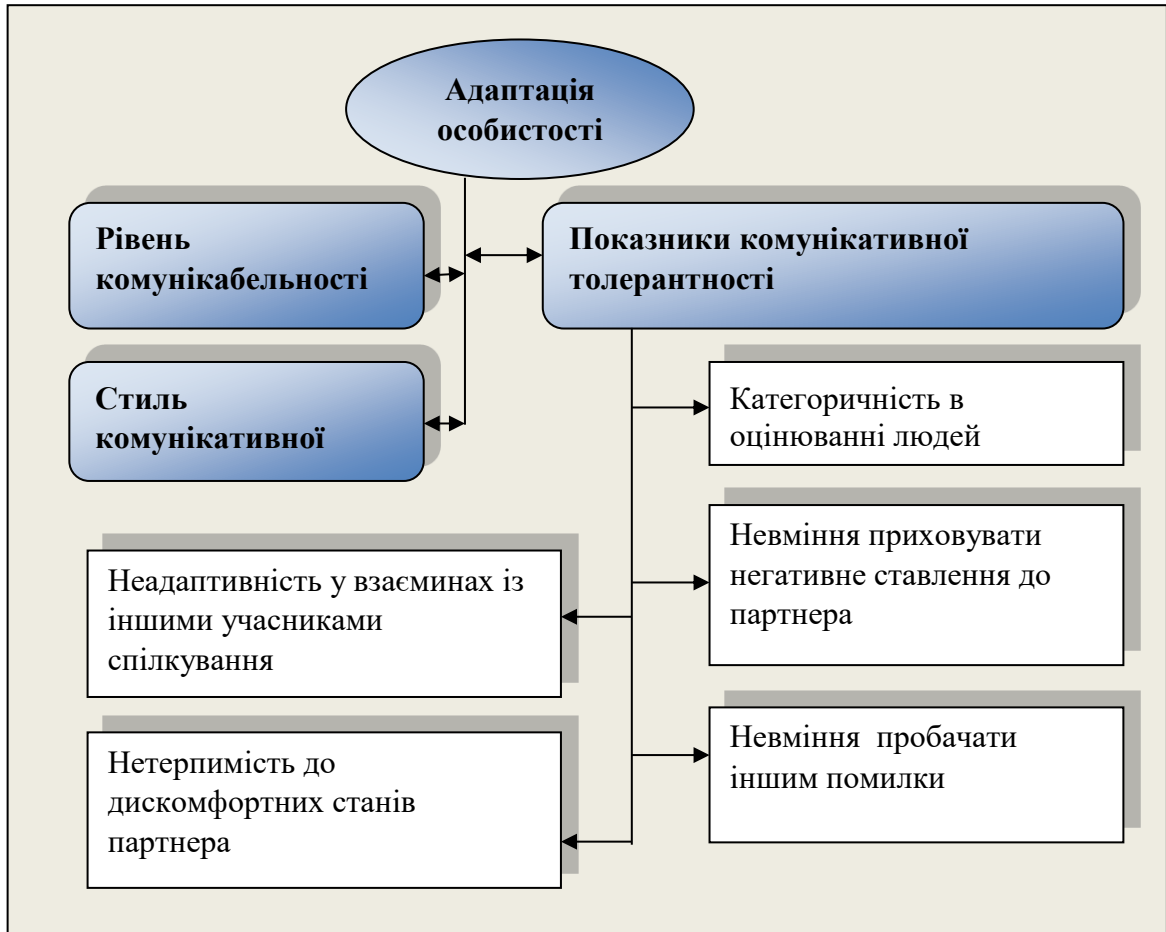 Адаптація
особистості
Рівень
комунікабельності
Показники комунікативної
толерантності
Стиль
комунікативної
Категоричність в
оцінюванні людей
Невміння приховувати
негативне ставлення до
партнера
Неадаптивність у взаєминах із
іншими учасниками
спілкування
Невміння пробачати
іншим помилки
Нетерпимість до
дискомфортних станів
партнера